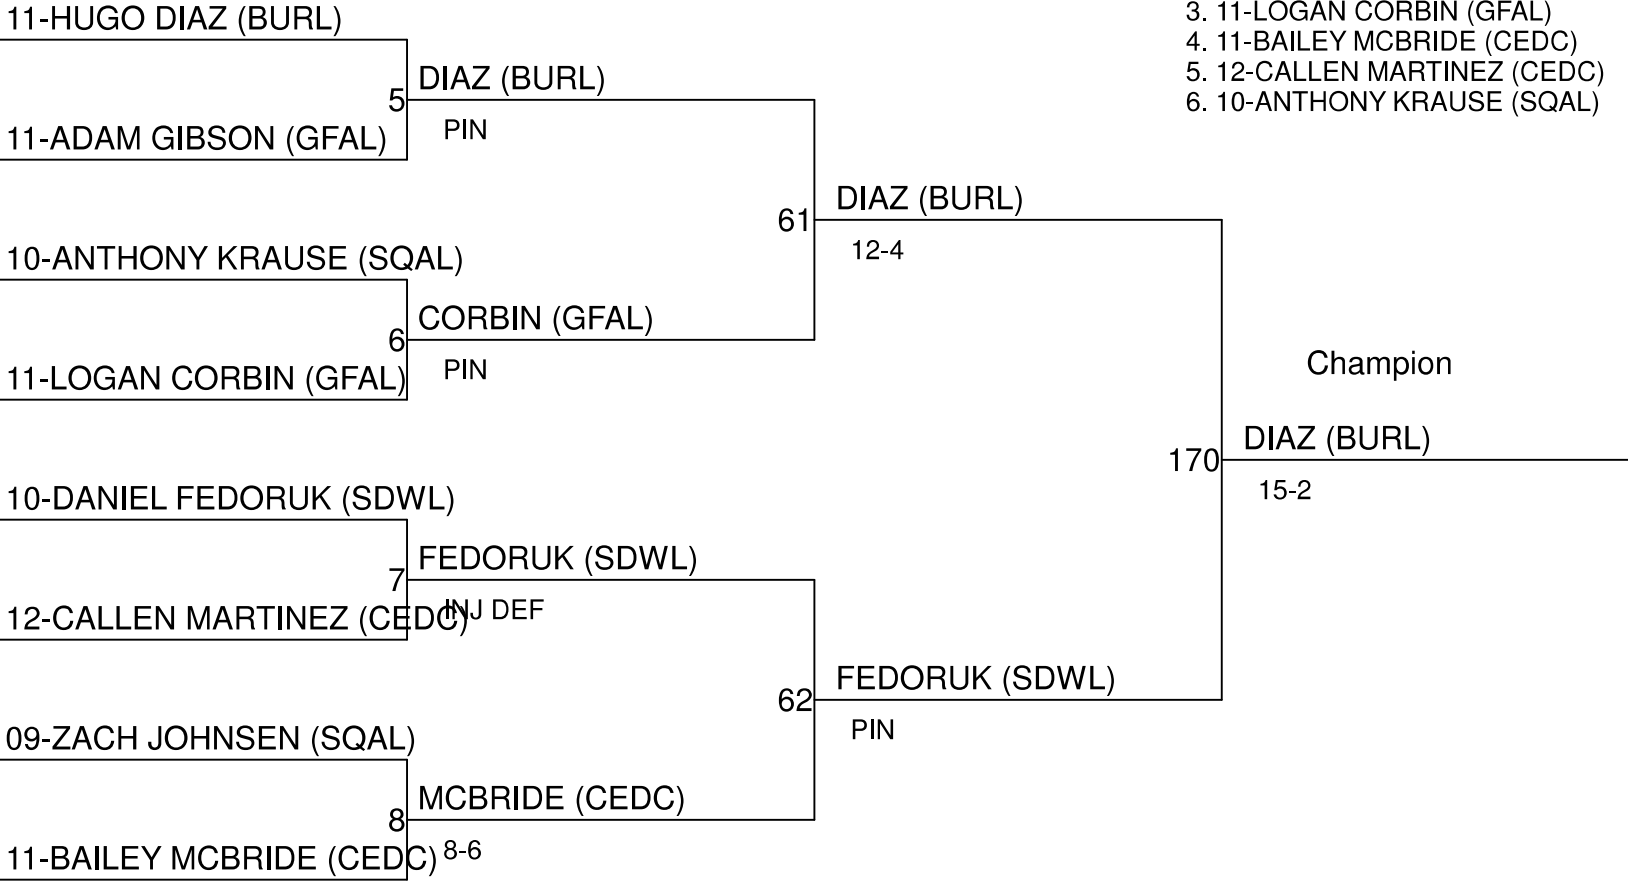 11-HUGO DIAZ (BURL)
3. 11-LOGAN CORBIN (GFAL)
4. 11-BAILEY MCBRIDE (CEDC)
5. 12-CALLEN MARTINEZ (CEDC)
6. 10-ANTHONY KRAUSE (SQAL)
5
DIAZ (BURL)
PIN
11-ADAM GIBSON (GFAL)
61
DIAZ (BURL)
12-4
10-ANTHONY KRAUSE (SQAL)
6
CORBIN (GFAL)
PIN
11-LOGAN CORBIN (GFAL)
Champion
170
DIAZ (BURL)
15-2
10-DANIEL FEDORUK (SDWL)
7
FEDORUK (SDWL)
INJ DEF
12-CALLEN MARTINEZ (CEDC)
62
FEDORUK (SDWL)
PIN
09-ZACH JOHNSEN (SQAL)
8
MCBRIDE (CEDC)
8-6
11-BAILEY MCBRIDE (CEDC)